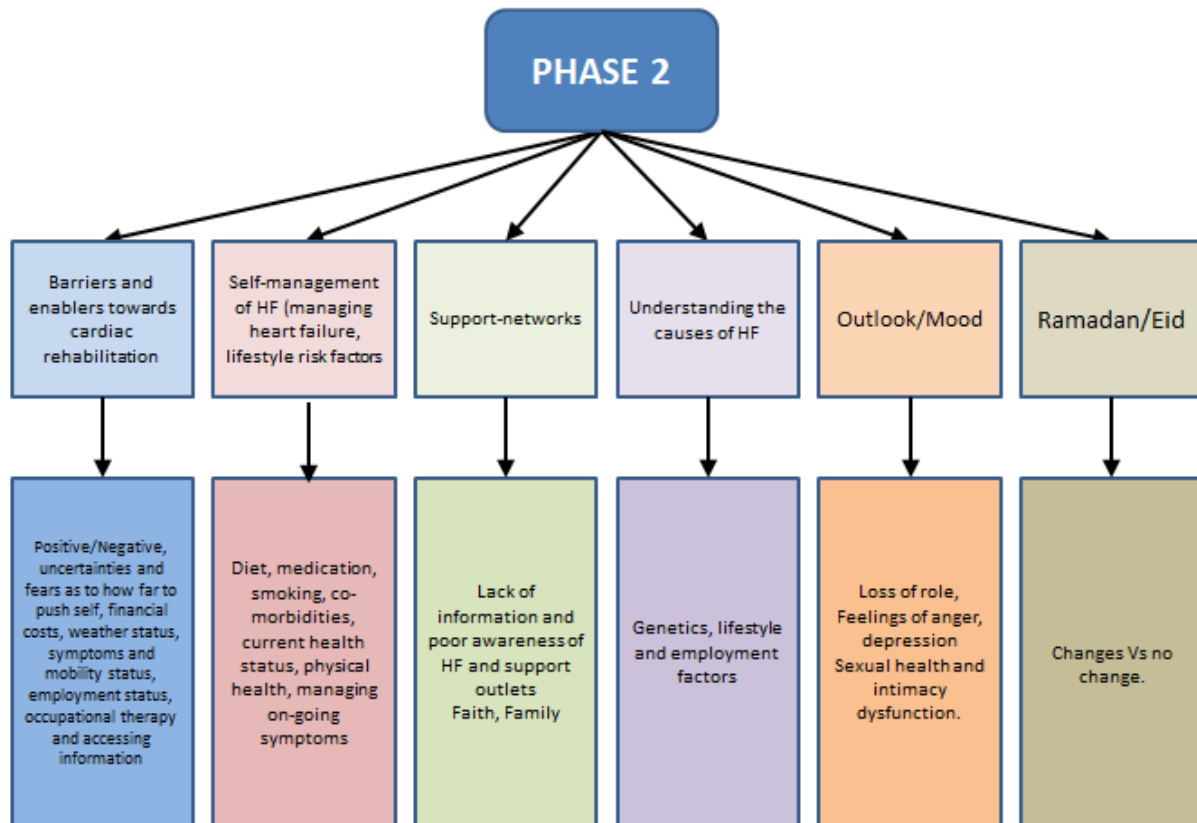 PHASE 2
Barriers and
enablers towards
cardiac
rehabilitation
Self-management
of HF (managing
heart failure,
lifestyle risk factors
Support-networks
Understanding the
causes of HF
Outlook/Mood
Ramadan/Eid
Positive/Negative,
uncertainties and
fears as to how far to
push self, financial
costs, weather status,
symptoms and
mobility status,
employment status,
occupational therapy
and accessing
information
Diet, medication,
smoking, co-
morbidities,
current health
status, physical
health, managing
on-going
symptoms
Lack of
information and
poor awareness of
HF and support
outlets
Faith, Family
Genetics, lifestyle
and employment
factors
Loss of role,
Feelings of anger,
depression
Sexual health and
intimacy
dysfunction.
Changes Vs no
change.